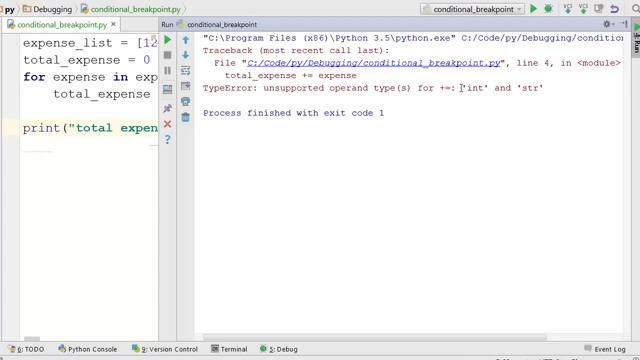 py Debugging conditional_breakpoint.py Run conditional_breakpoint conditional_breakpoint
conditional_breakpoint.py
expense_list = [12
total_expense = 0
for expense in exp
total_expense
print("total expen
"C:\Program Files (x86)\Python 3.5\python.exe" C:/Code/py/Debugging/condition
Traceback (most recent call last):
File "C:/Code/py/Debugging/conditional_breakpoint.py", line 4, in <module>
total_expense += expense
TypeError: unsupported operand type(s) for +=: 'int' and 'str'
Process finished with exit code 1
6: TODO Python Console 9: Version Control Terminal 5: Debug Event Log